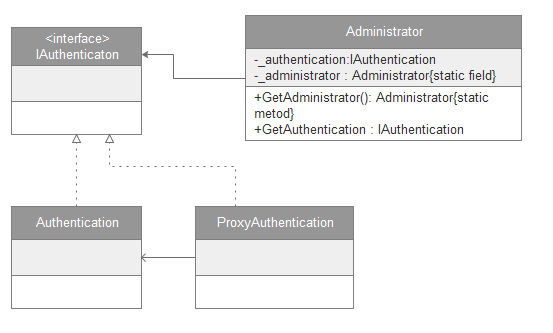 <interface>
IAuthenticaton
Administrator
-_authentication:IAuthentication
-_administrator : Administrator{static field}
+GetAdministrator(): Administrator{static
metod}
+GetAuthentication : IAuthentication
Authentication
ProxyAuthentication